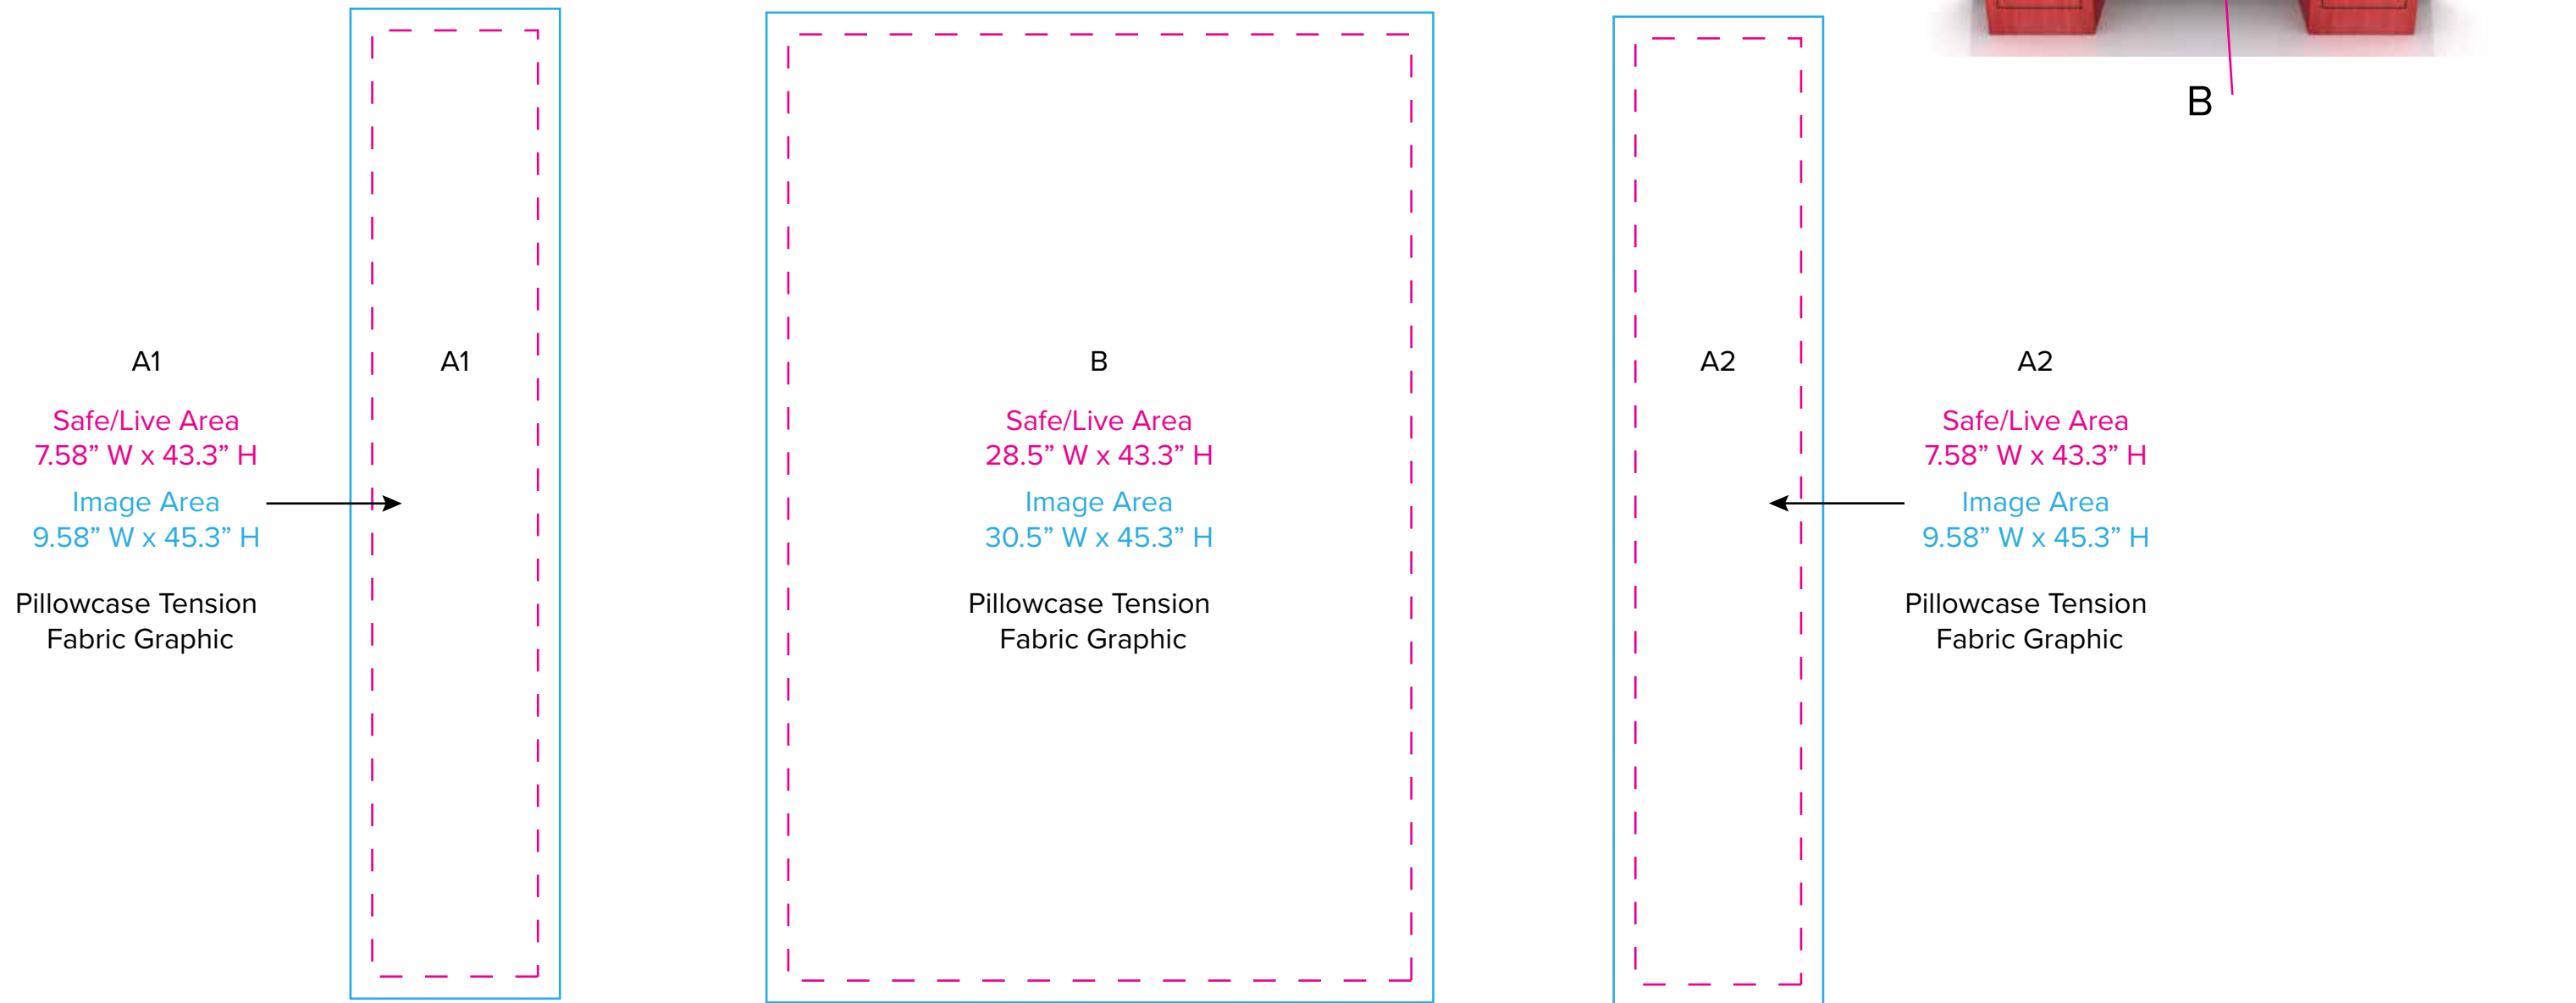 B
A1
Safe/Live Area
7.58” W x 43.3” H
Image Area
9.58” W x 45.3” H
Pillowcase Tension
Fabric Graphic
A1
B
Safe/Live Area
28.5” W x 43.3” H
Image Area
30.5” W x 45.3” H
Pillowcase Tension
Fabric Graphic
A2
A2
Safe/Live Area
7.58” W x 43.3” H
Image Area
9.58” W x 45.3” H
Pillowcase Tension
Fabric Graphic